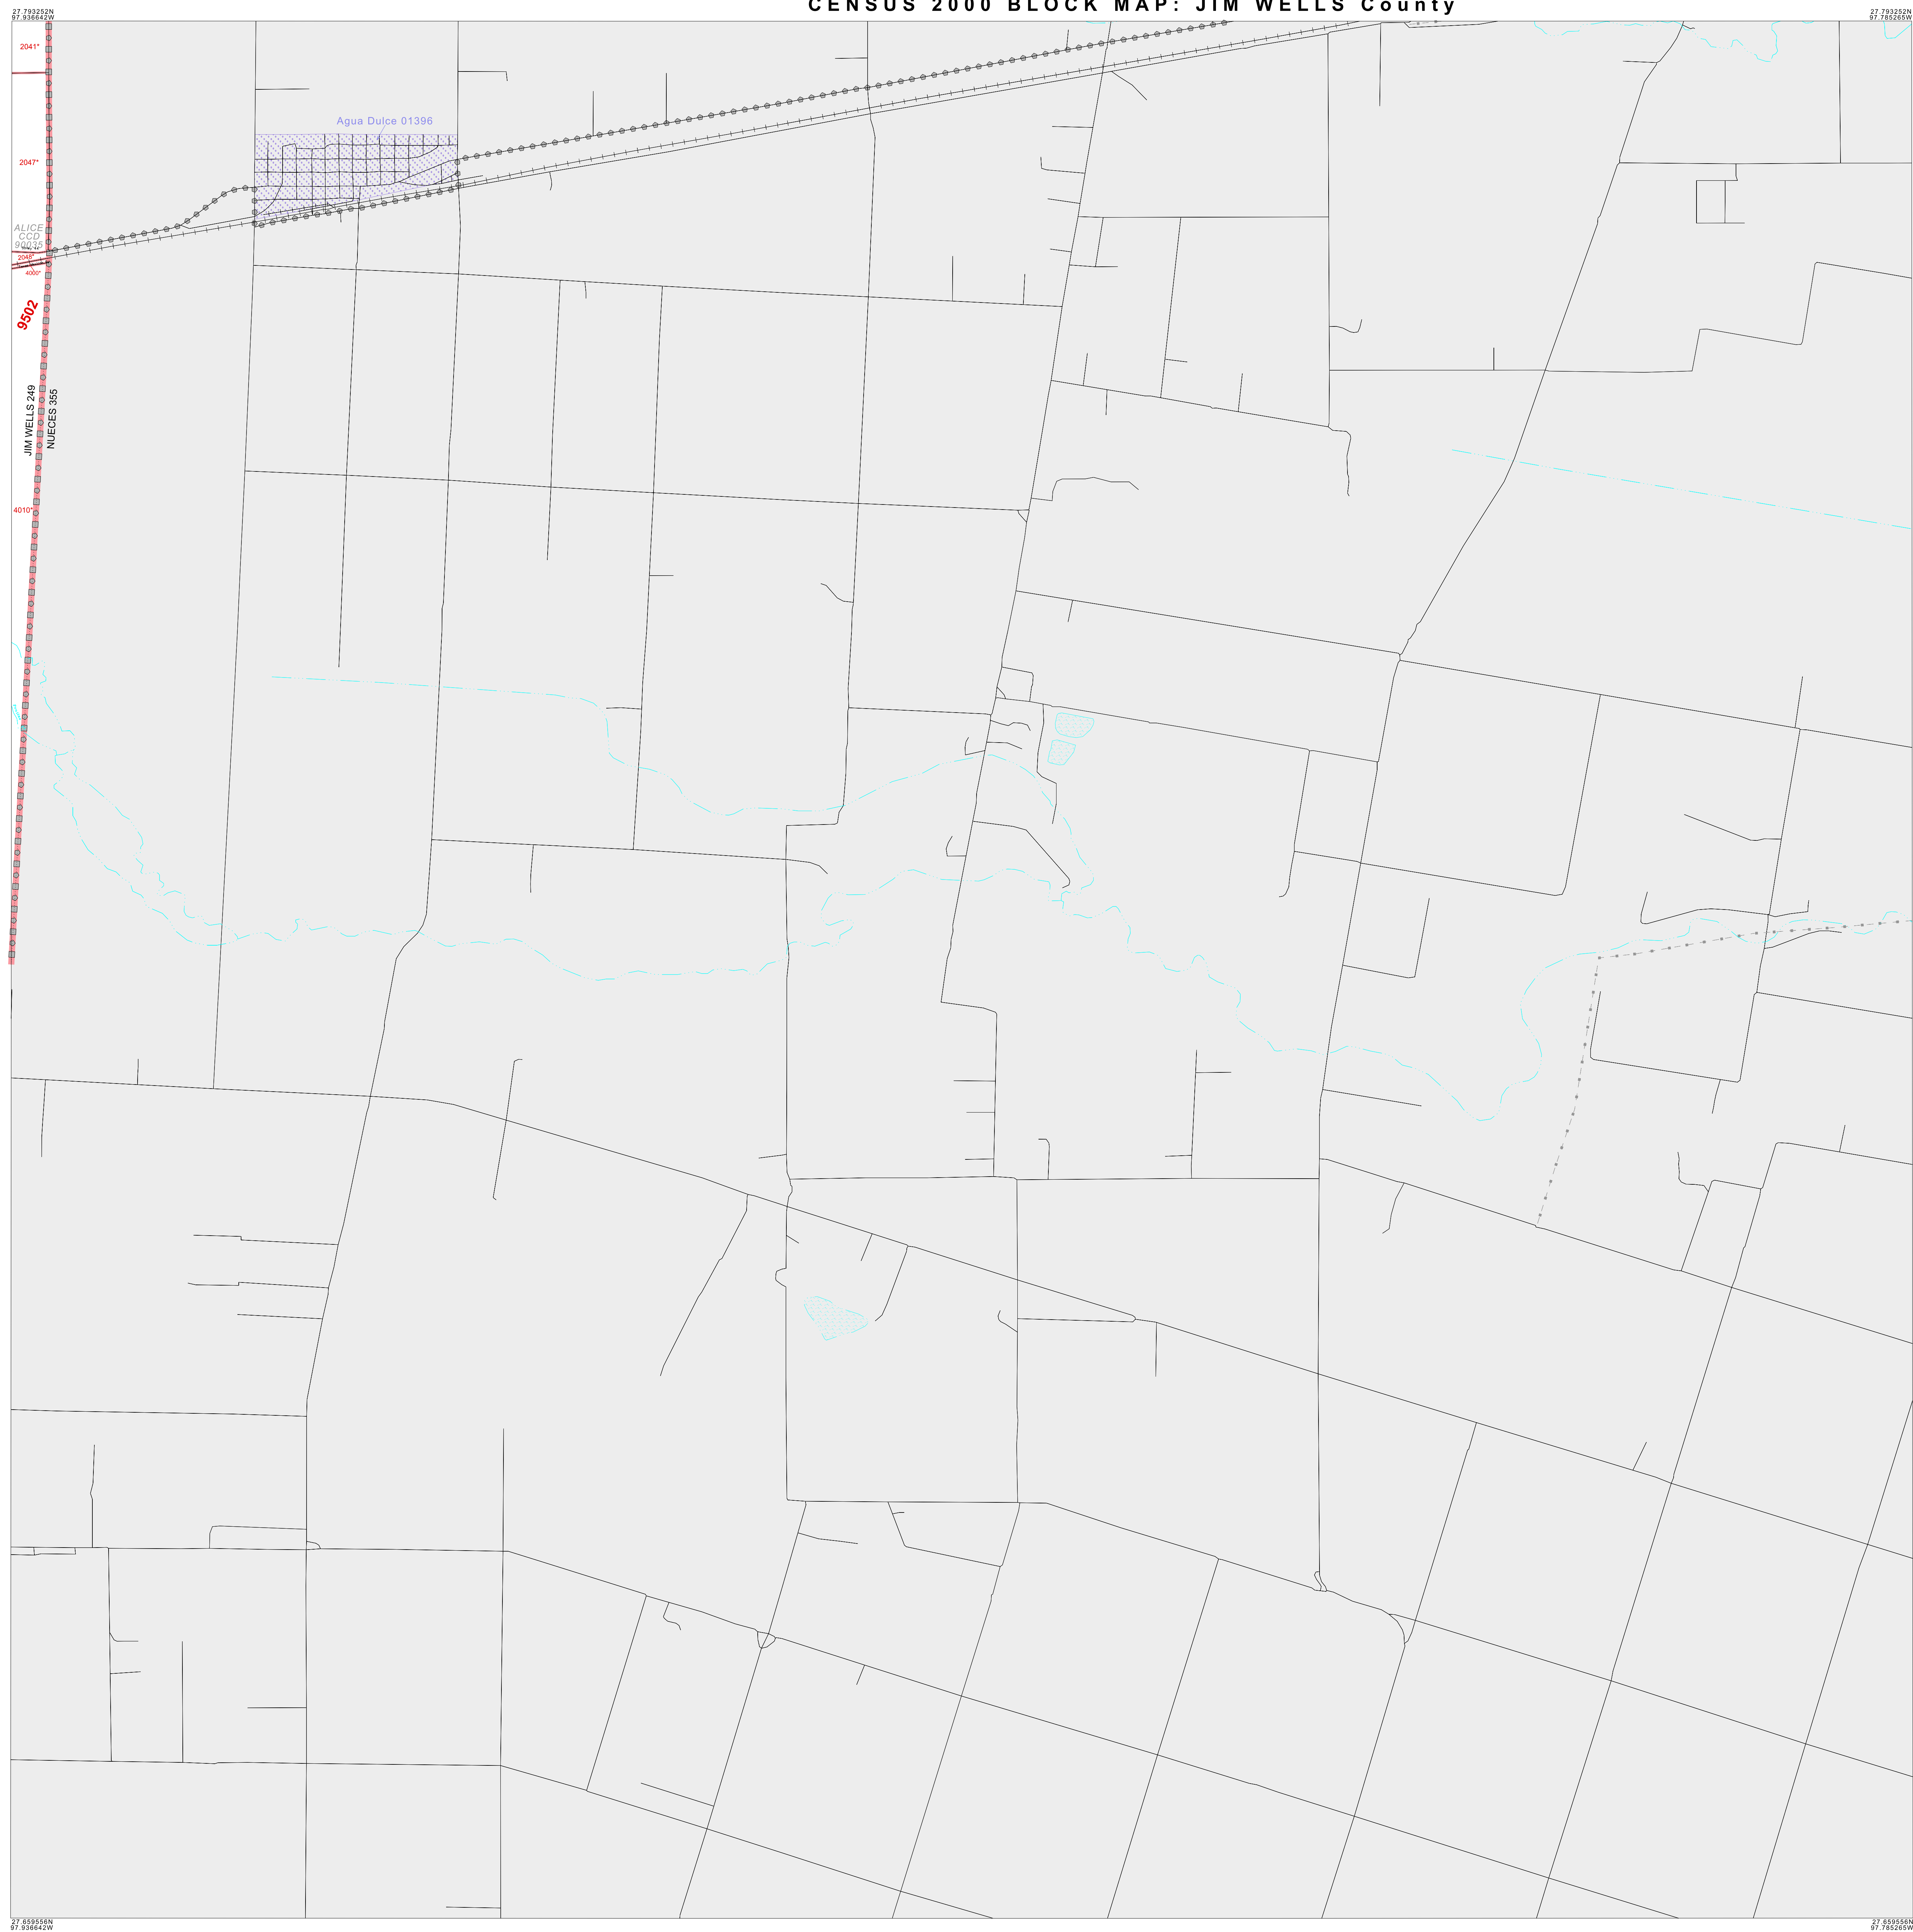 CENSUS 2000 BLOCK MAP: JIM WELLS County
27.793252N
97.936642W
27.793252N
97.785265W
2041*
Agua Dulce 01396
2047*
ALICE
CCD
90035
2048*
4000*
9502
JIM WELLS 249
NUECES 355
4010*
27.659556N
97.936642W
27.659556N
97.785265W